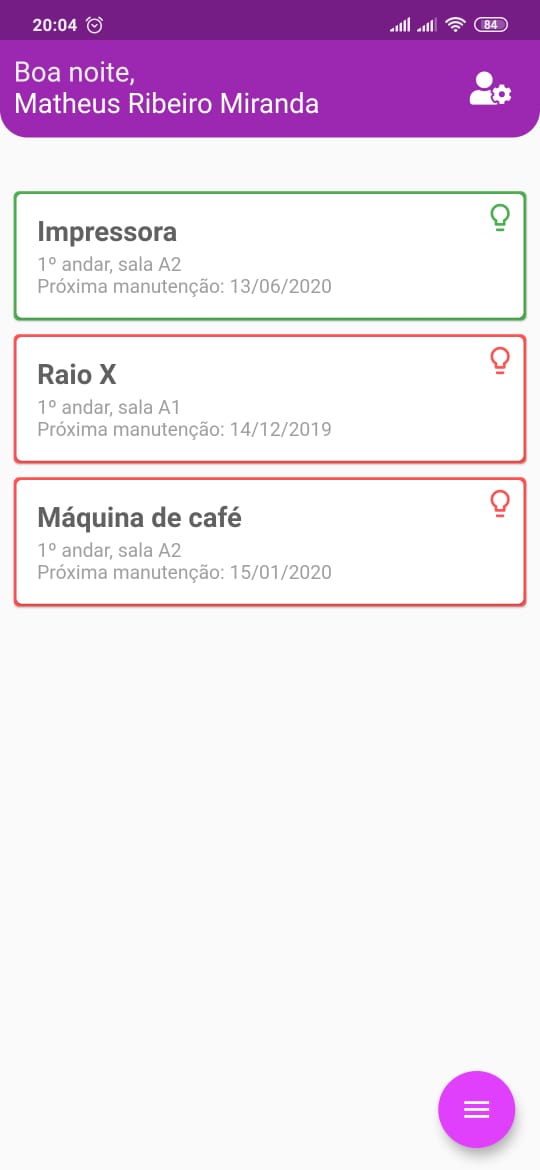 20:04
84
Boa noite,
Matheus Ribeiro Miranda
Impressora
1º andar, sala A2
Próxima manutenção: 13/06/2020
Raio X
1º andar, sala A1
Próxima manutenção: 14/12/2019
Máquina de café
1º andar, sala A2
Próxima manutenção: 15/01/2020